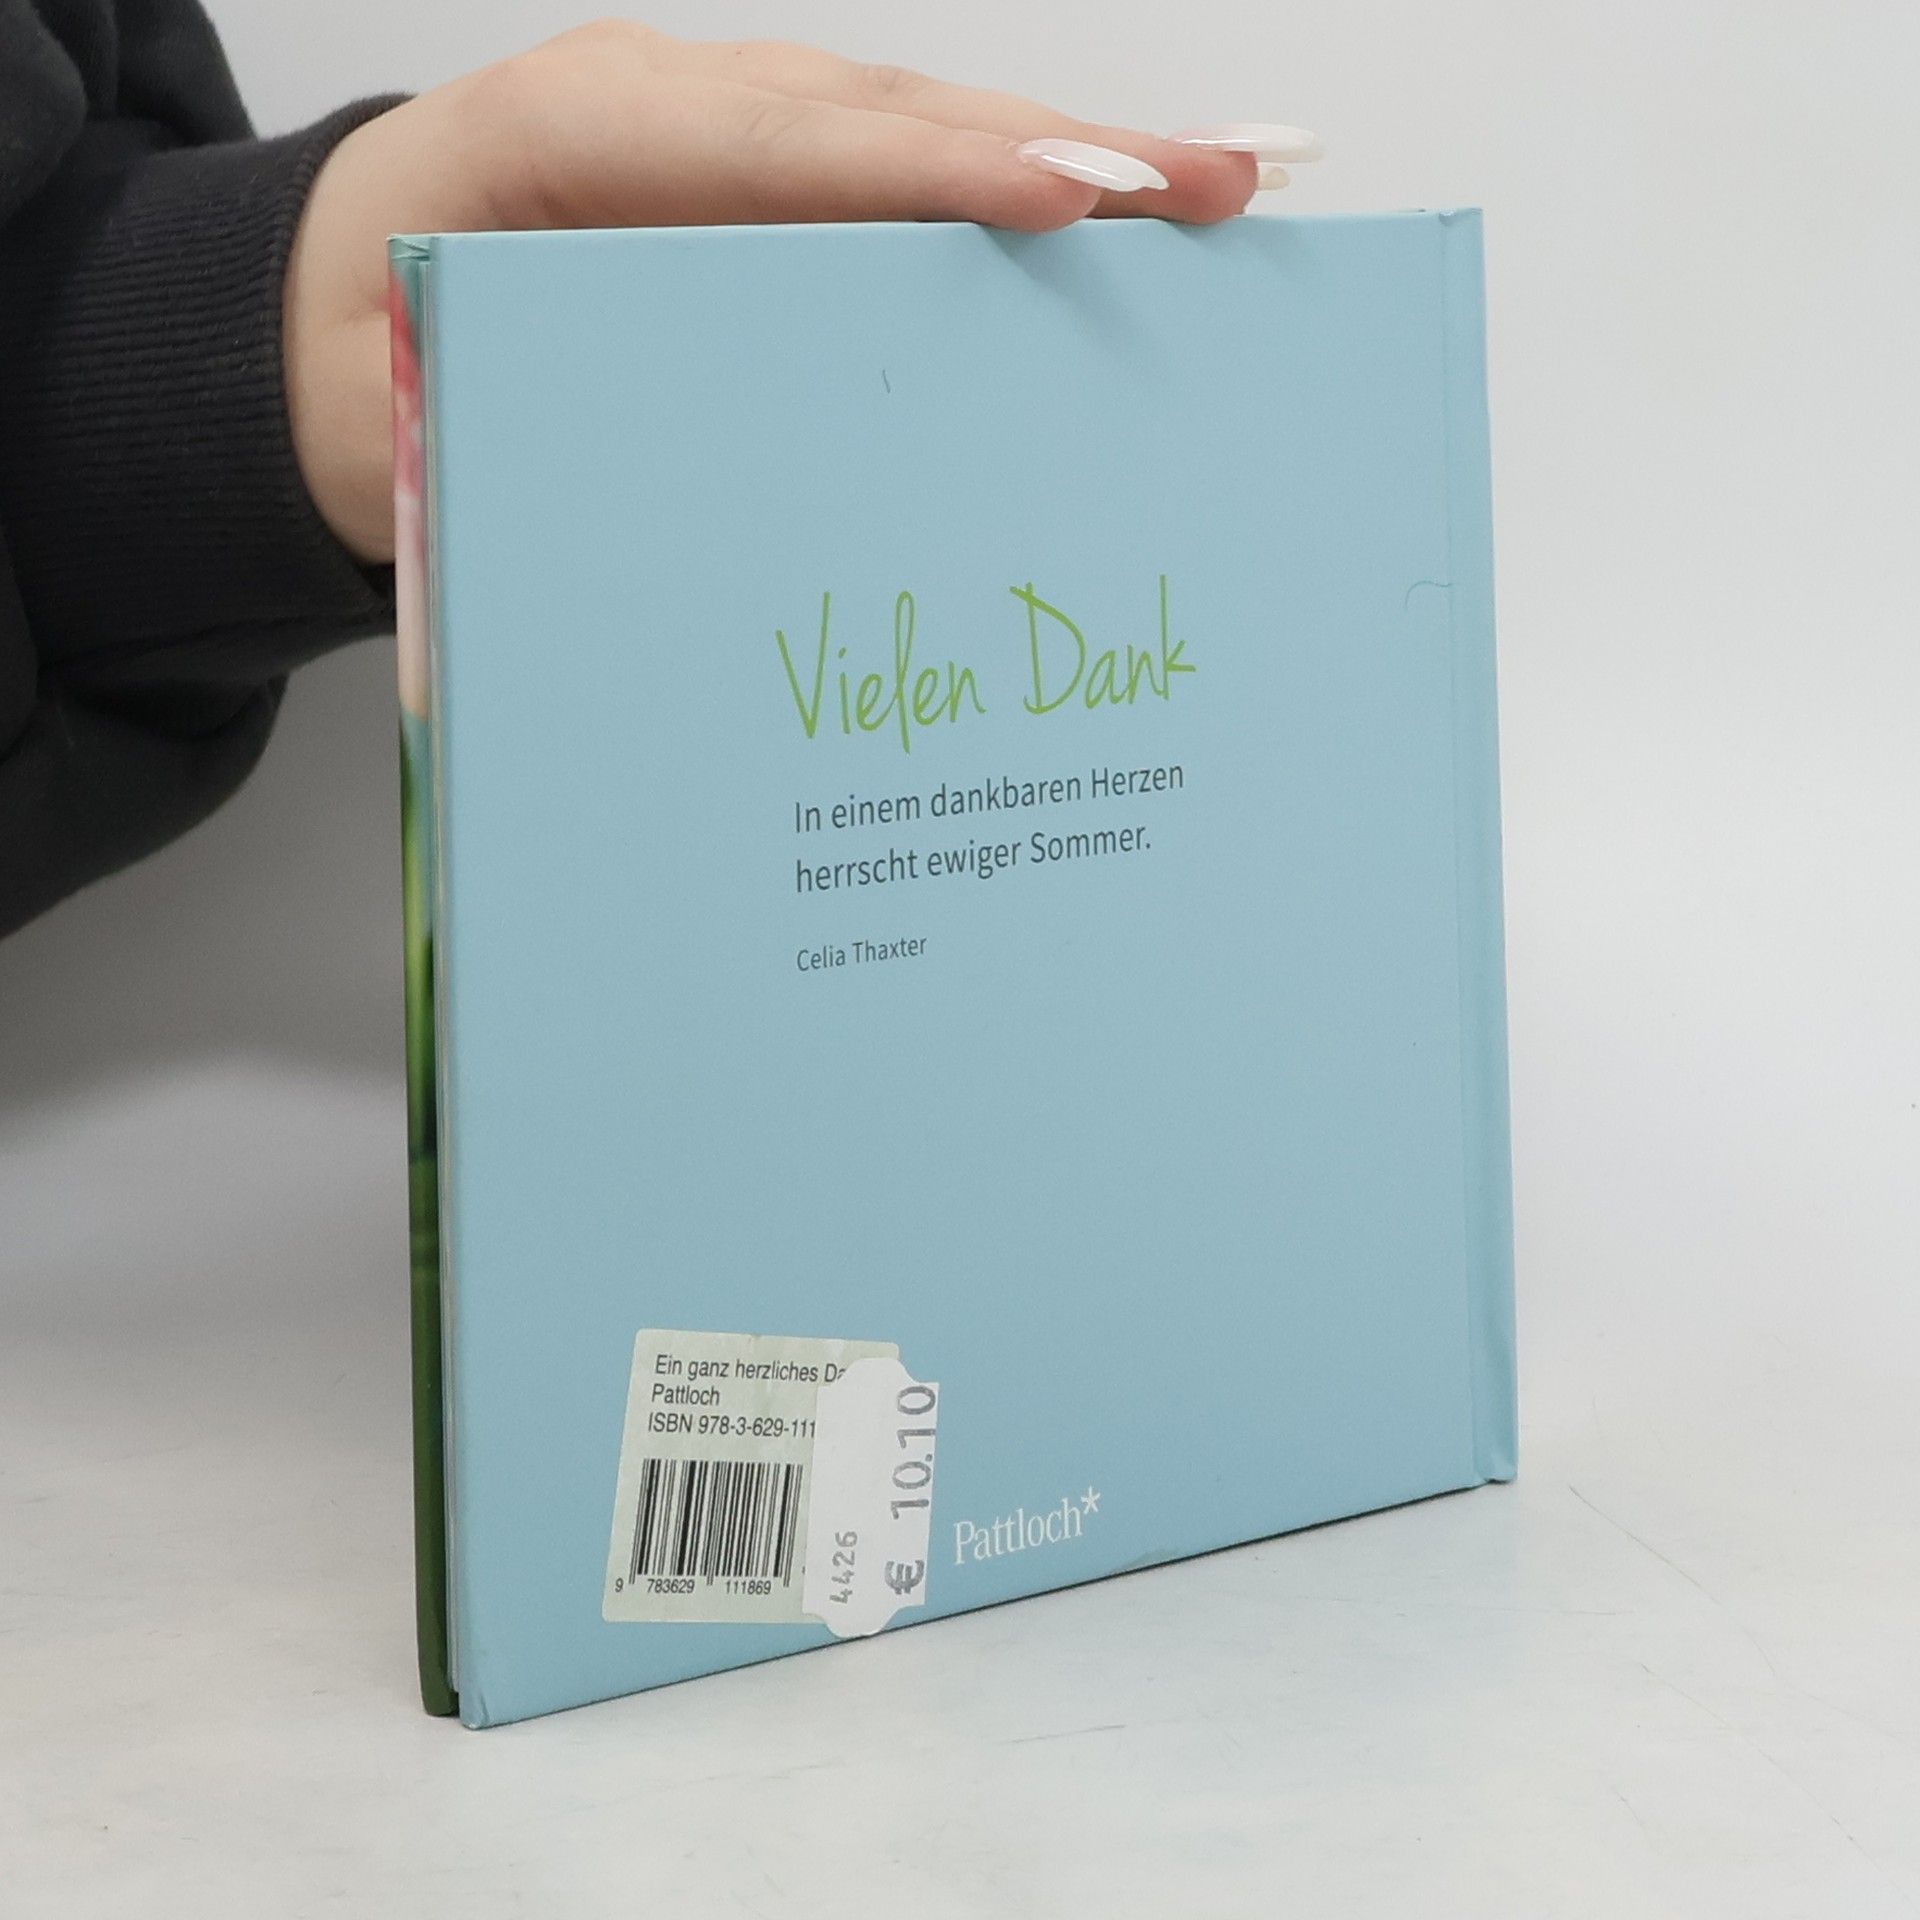 Vielen Dank
In einem dankbaren Herzen
herrscht ewiger Sommer.
Celia Thaxter
Ein ganz herzliches
Pattloch
ISBN 978-3-629-111
9 783629 111869
4426
€ 10.10
Pattloch*